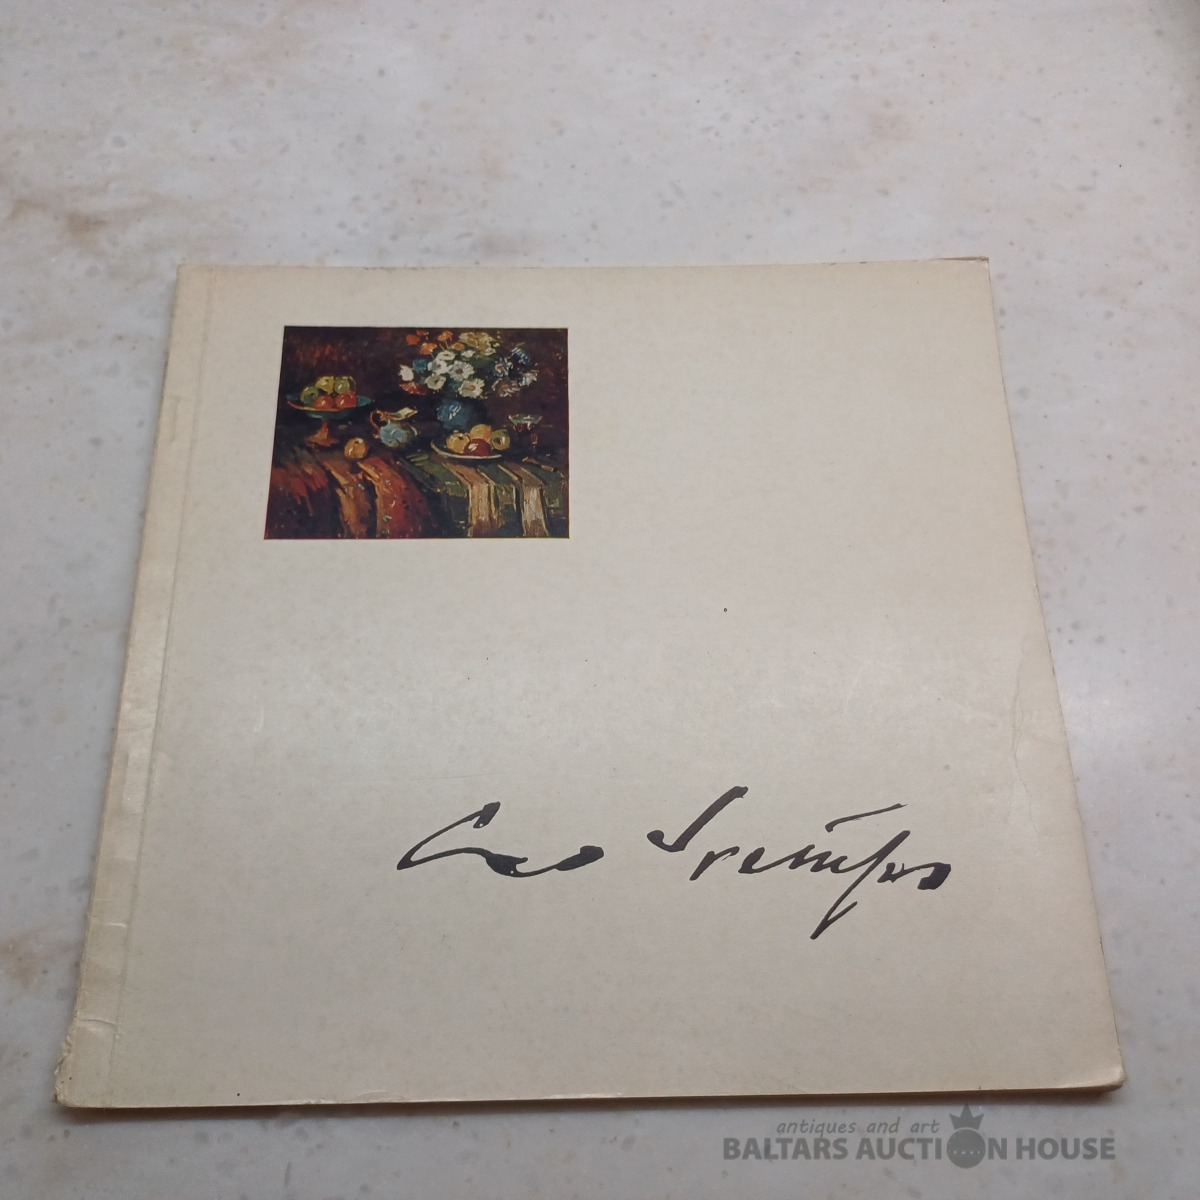 Leo Svemps
antiques and art
BALTARS AUCTION HOUSE